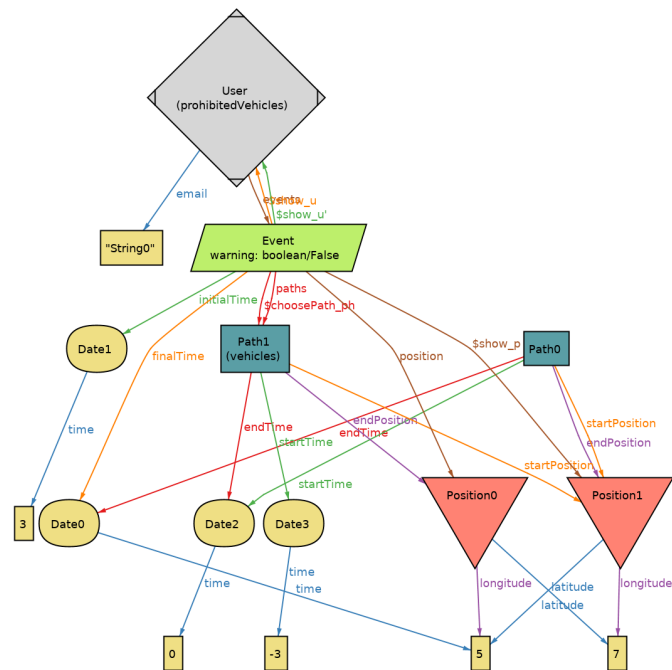 User
(prohibitedVehicles)
email
events
$show_u
$show_u'
"String0"
Event
warning: boolean/False
paths
initialTime
$choosePath_ph
Date1
finalTime
Path1
(vehicles)
position
$show_p
Path0
time
endTime
startTime
endPosition
endTime
startPosition
endPosition
startPosition
startTime
3
Date0
Date2
Date3
Position0
Position1
time
time
time
longitude
latitude
latitude
longitude
0
-3
5
7